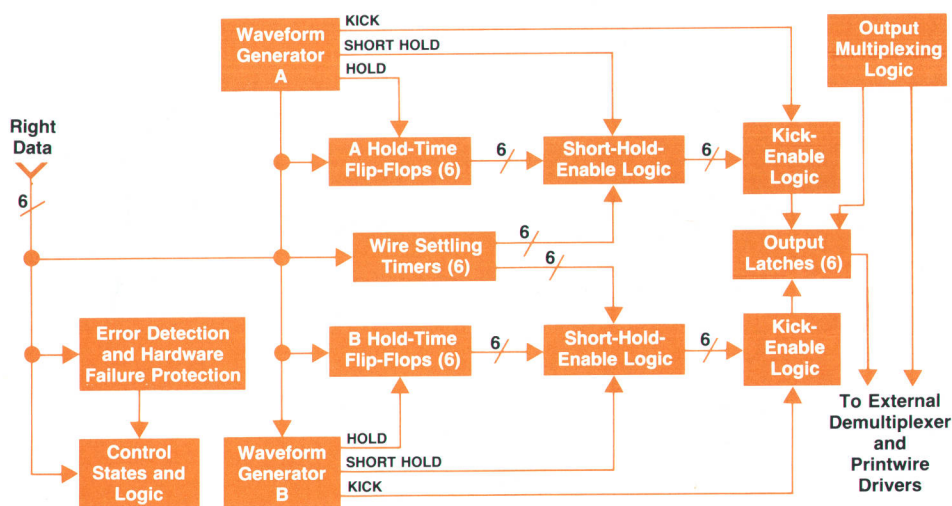 Waveform
Generator
A
KICK
SHORT HOLD
HOLD
Output
Multiplexing
Logic
Right
Data
6
A Hold-Time
Flip-Flops (6)
6
Short-Hold-
Enable Logic
6
Kick-
Enable
Logic
Wire Settling
Timers (6)
6
6
Output
Latches (6)
Error Detection
and Hardware
Failure Protection
B Hold-Time
Flip-Flops (6)
6
Short-Hold-
Enable Logic
6
Kick-
Enable
Logic
To External
Demultiplexer
and
Printwire
Drivers
Control
States and
Logic
Waveform
Generator
B
HOLD
SHORT HOLD
KICK